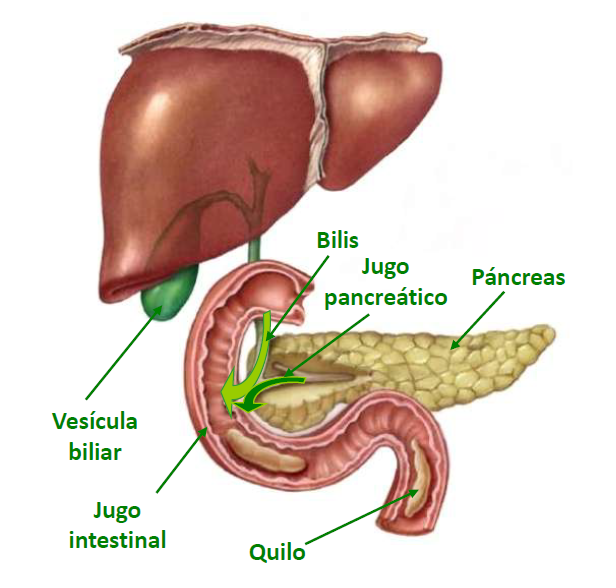 Bilis
Jugo
pancreático
Páncreas
Vesícula
biliar
Jugo
intestinal
Quilo